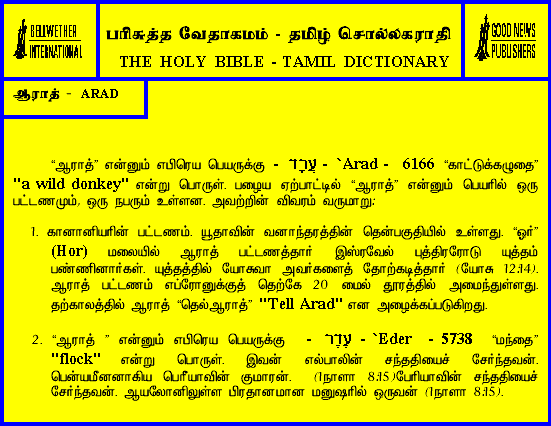 BELLWETHER
INTERNATIONAL
பரிசுத்த வேதாகமம் - தமிழ் சொல்லகராதி
THE HOLY BIBLE - TAMIL DICTIONARY
GOOD NEWS
PUBLISHERS
ஆராத் - ARAD
“ஆராத்” என்னும் எபிரெய பெயருக்கு - עֲרָד - `Arad - 6166 “காட்டுக்கழுதை”
"a wild donkey" என்று பொருள். பழைய ஏற்பாட்டில் “ஆராத்” என்னும் பெயரில் ஒரு
பட்டணமும், ஒரு நபரும் உள்ளன. அவற்றின் விவரம் வருமாறு:
1. கானானியரின் பட்டணம். யூதாவின் வனாந்தரத்தின் தென்பகுதியில் உள்ளது. “ஓர்”
(Hor) மலையில் ஆராத் பட்டணத்தார் இஸ்ரவேல் புத்திரரோடு யுத்தம்
பண்ணினார்கள். யுத்தத்தில் யோசுவா அவர்களைத் தோற்கடித்தார் (யோசு 12:14).
ஆராத் பட்டணம் எப்ரோனுக்குத் தெற்கே 20 மைல் தூரத்தில் அமைந்துள்ளது.
தற்காலத்தில் ஆராத் “தெல்ஆராத்” "Tell Arad" என அழைக்கப்படுகிறது.
2. “ஆராத் ” என்னும் எபிரெய பெயருக்கு - עֵדֶר - `Eder - 5738 “மந்தை”
"flock" என்று பொருள். இவன் எல்பாலின் சந்ததியைச் சேர்ந்தவன்.
பென்யமீனனாகிய பெரீயாவின் குமாரன். (1நாளா 8:15)பேரியாவின் சந்ததியைச்
சேர்ந்தவன். ஆயலோனிலுள்ள பிரதானமான மனுஷரில் ஒருவன் (1நாளா 8:15).